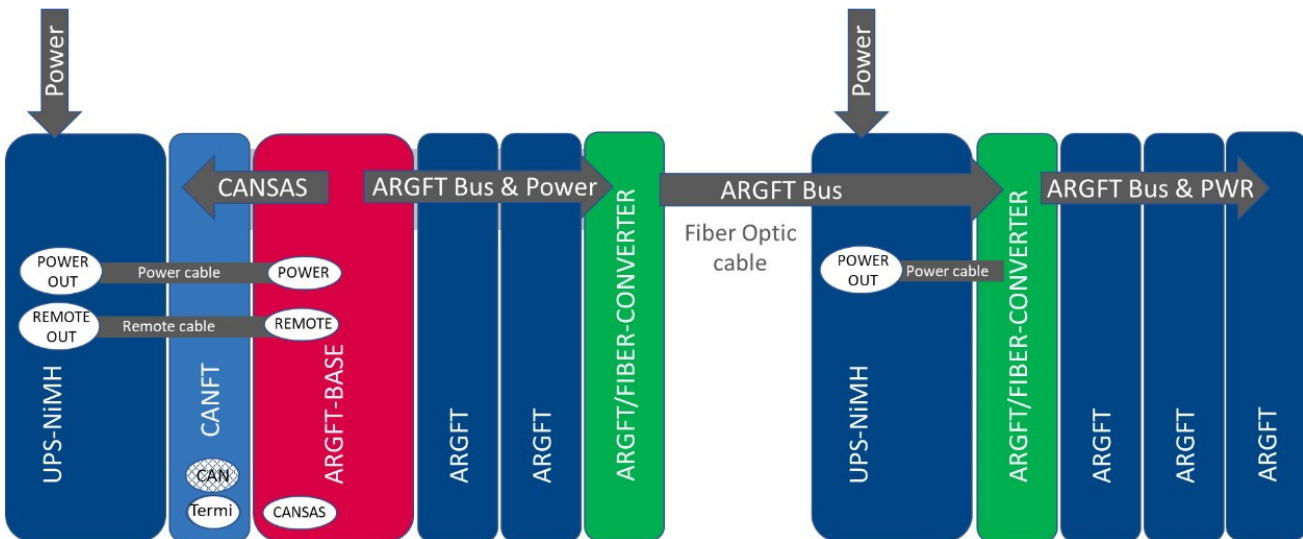 Power
Power
CANSAS
ARGFT Bus & Power
ARGFT Bus
ARGFT Bus & PWR
Fiber Optic
cable
POWER
OUT
Power cable
POWER
POWER
OUT
Power cable
REMOTE
OUT
Remote cable
REMOTE
UPS-NiMH
CANFT
ARGFT-BASE
ARGFT
ARGFT
ARGFT/FIBER-CONVERTER
UPS-NiMH
ARGFT/FIBER-CONVERTER
ARGFT
ARGFT
ARGFT
CAN
Termi
CANSAS